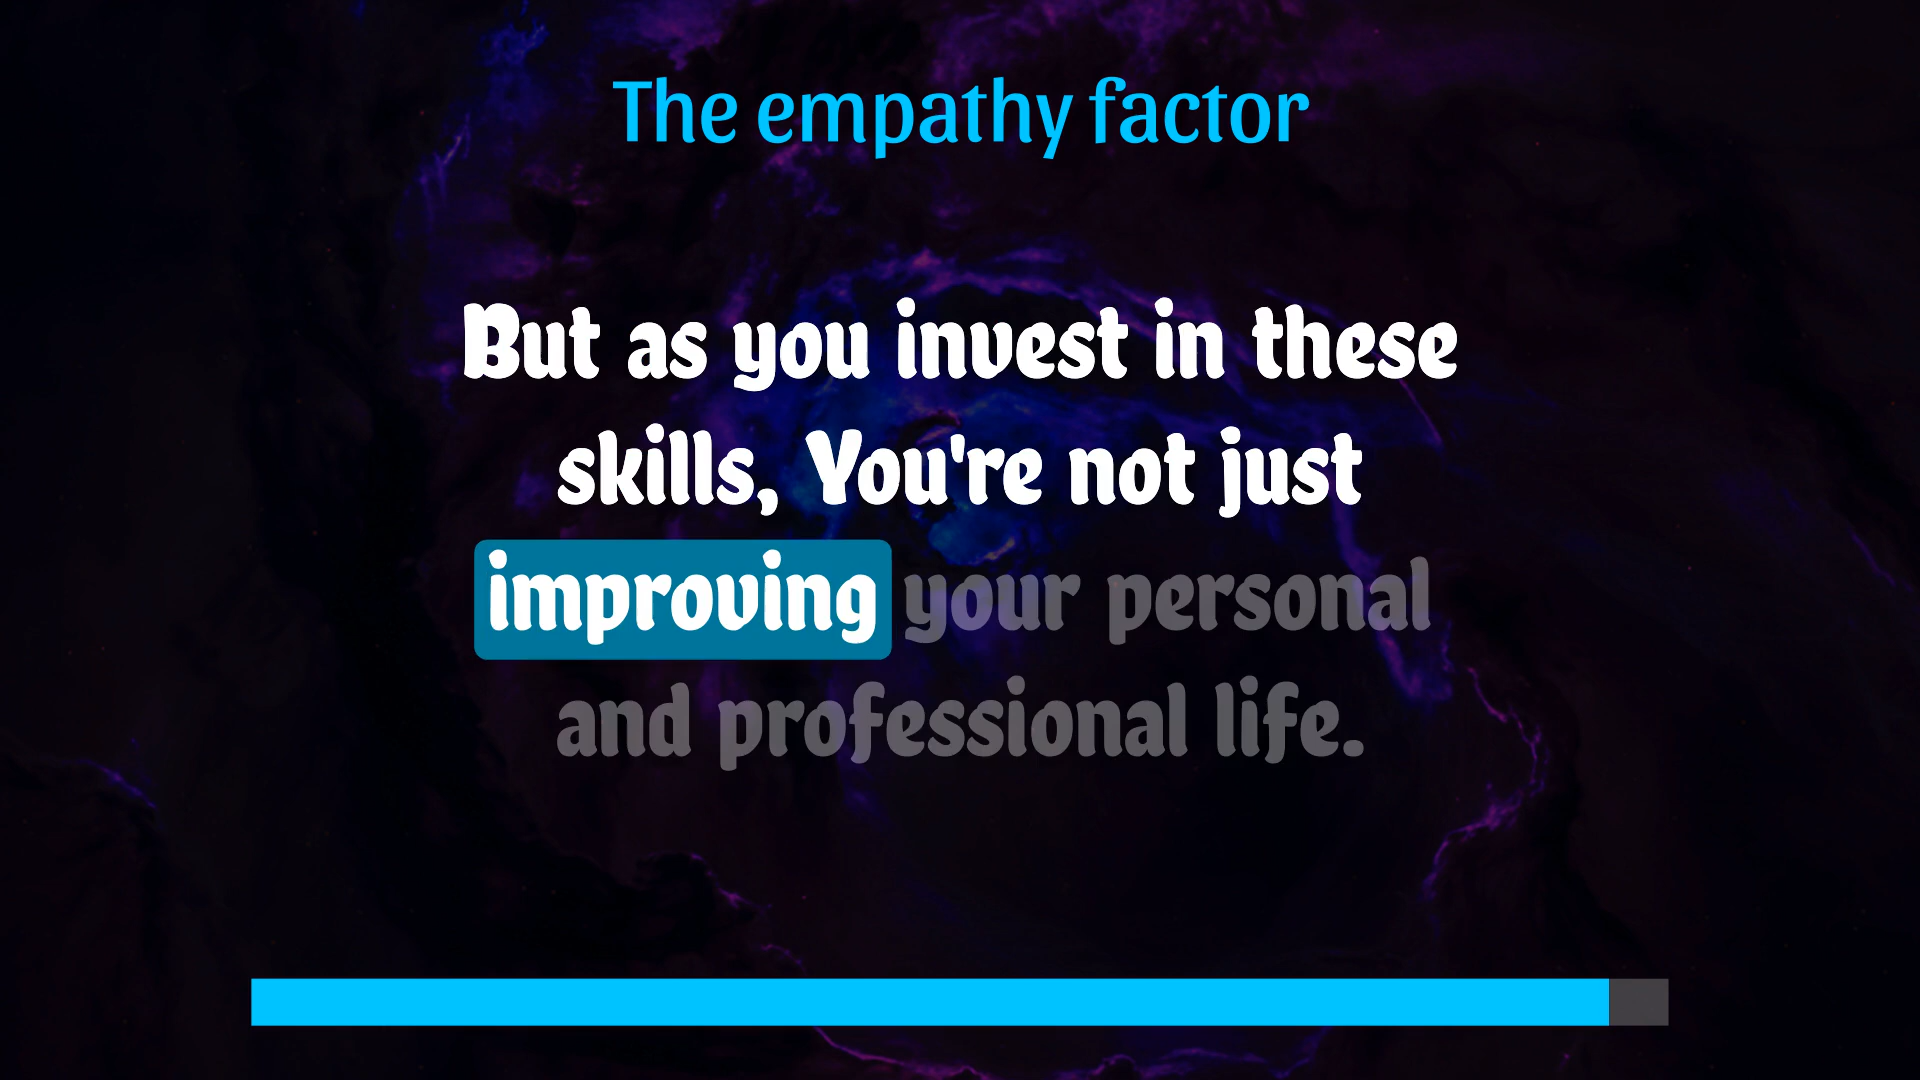 The empathy factor
But as you invest in these
skills, You're not just
improving your personal
and professional life.